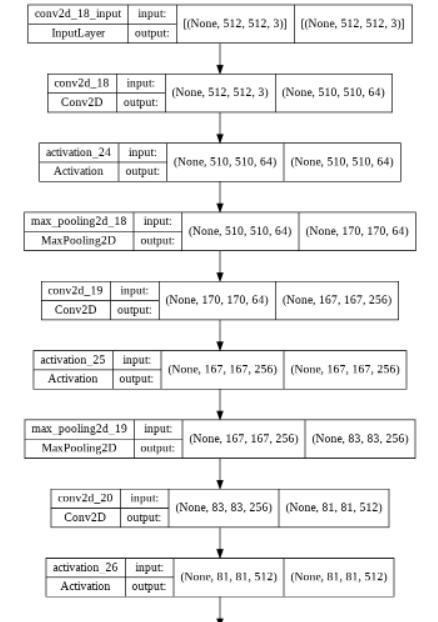 conv2d_18_input input: [(None, 512, 512, 3)] [(None, 512, 512, 3)]
InputLayer output:
conv2d_18 input: (None, 512, 512, 3) (None, 510, 510, 64)
Conv2D output:
activation_24 input: (None, 510, 510, 64) (None, 510, 510, 64)
Activation output:
max_pooling2d_18 input: (None, 510, 510, 64) (None, 170, 170, 64)
MaxPooling2D output:
conv2d_19 input: (None, 170, 170, 64) (None, 167, 167, 256)
Conv2D output:
activation_25 input: (None, 167, 167, 256) (None, 167, 167, 256)
Activation output:
max_pooling2d_19 input: (None, 167, 167, 256) (None, 83, 83, 256)
MaxPooling2D output:
conv2d_20 input: (None, 83, 83, 256) (None, 81, 81, 512)
Conv2D output:
activation_26 input: (None, 81, 81, 512) (None, 81, 81, 512)
Activation output: